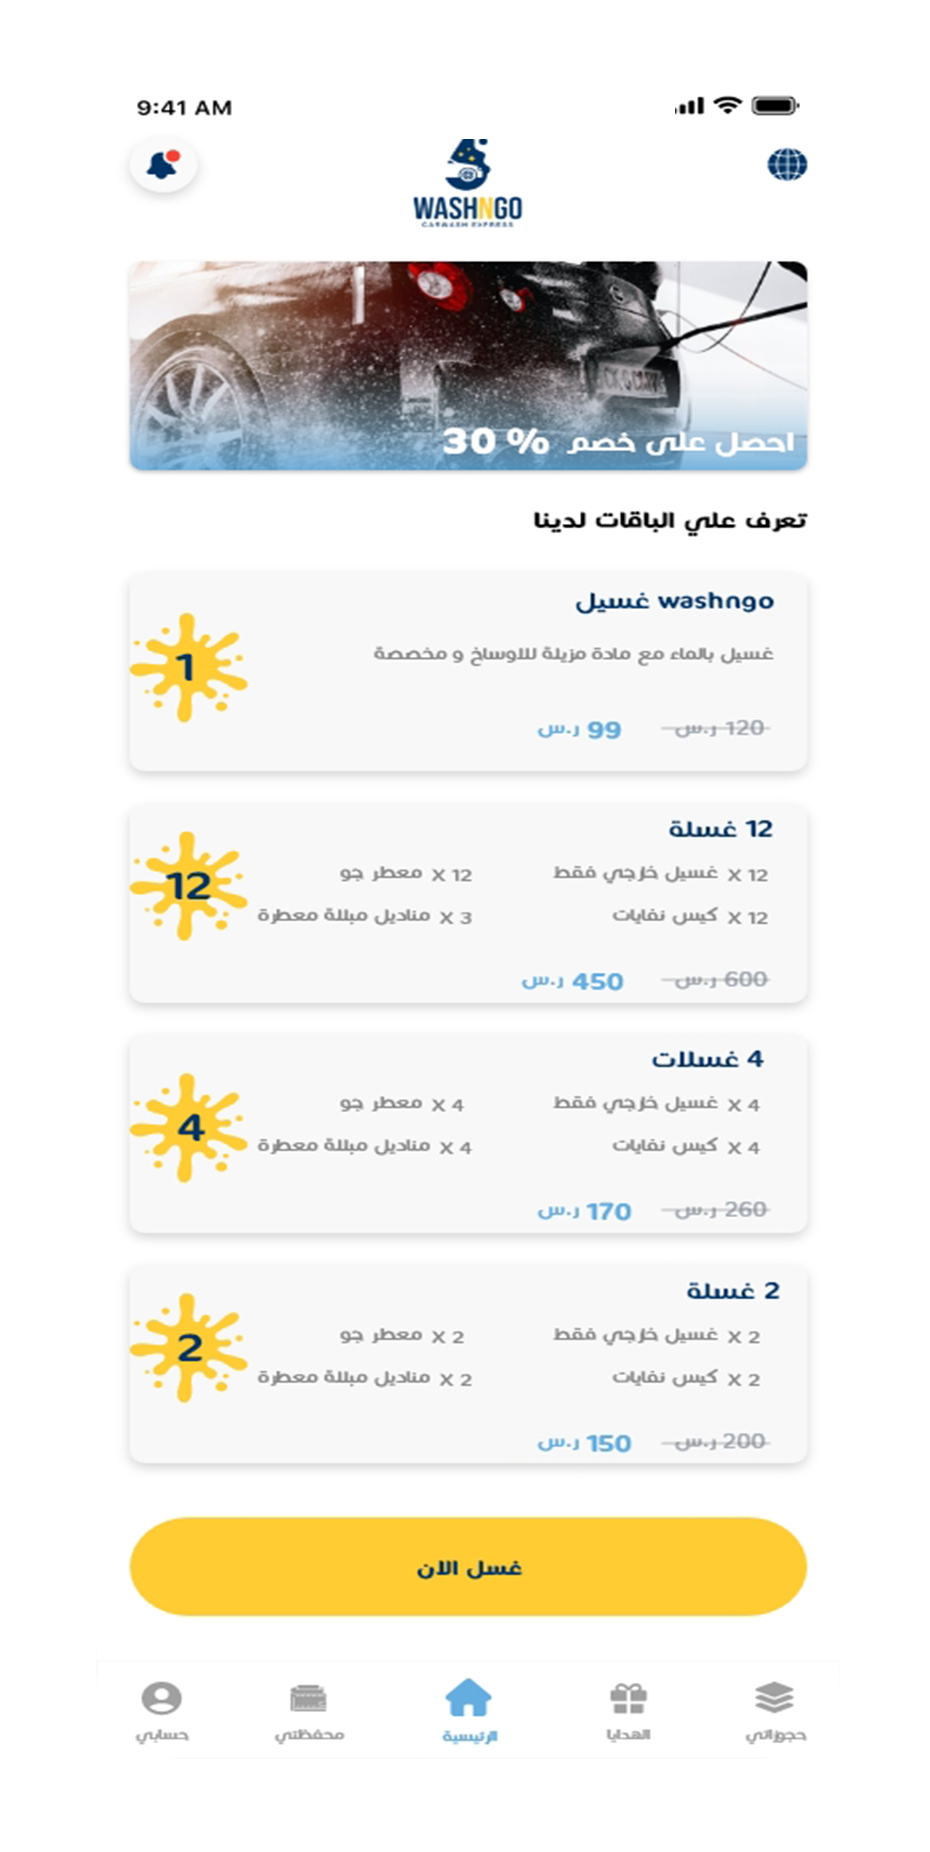 9:41 AM
WASHNGO
CARWASH EXPRESS
احصل على خصم % 30
تعرف علي الباقات لدينا
washngo غسيل
غسيل بالماء مع مادة مزيلة للاوساخ و مخصصة
1
120 ر.س 99 ر.س
12 غسلة
12 X غسيل خارجي فقط 12 X معطر جو
12
12 X كيس نفايات 3 X مناديل مبللة معطرة
600 ر.س 450 ر.س
4 غسلات
4 X غسيل خارجي فقط 4 X معطر جو
4
4 X كيس نفايات 4 X مناديل مبللة معطرة
260 ر.س 170 ر.س
2 غسلة
2 X غسيل خارجي فقط 2 X معطر جو
2
2 X كيس نفايات 2 X مناديل مبللة معطرة
200 ر.س 150 ر.س
غسل الان
حجوزاتي الهدايا الرئيسية محفظتي حسابي